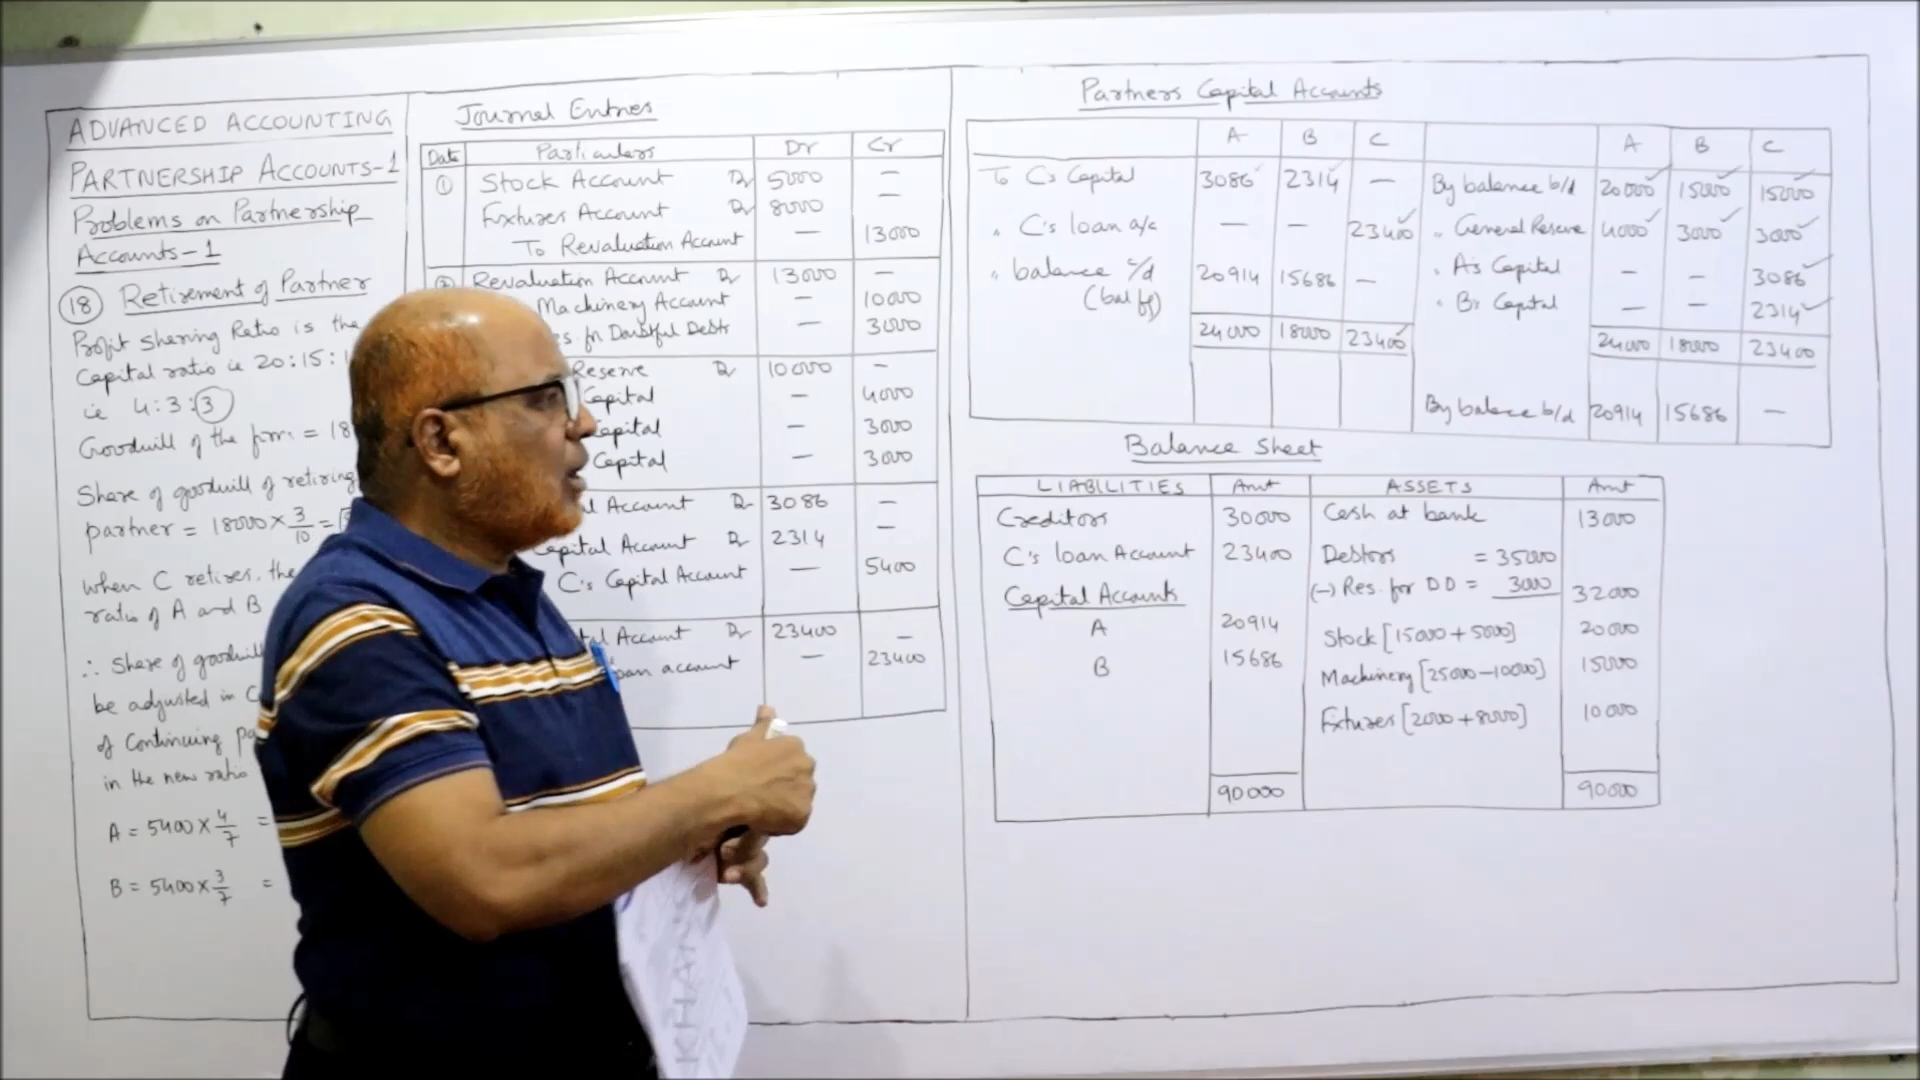 ADVANCED ACCOUNTING
PARTNERSHIP ACCOUNTS-1
Problems on Partnership
Accounts-1
(18) Retirement of Partner
Profit sharing Ratio is the
Capital ratio ie 20:15:1
ie 4:3:3
Goodwill of the firm = 18
Share of goodwill of retiring
partner = 18000 × 3/10 =
when C retires, the
ratio of A and B
∴ Share of goodwill
be adjusted in C
of Continuing pa
in the new ratio
A = 5400 × 4/7 =
B = 5400 × 3/7 =
Journal Entries
Date Particulars Dr Cr
① Stock Account Dr 5000 —
Fixtures Account Dr 8000 —
To Revaluation Account — 13000
Revaluation Account Dr 13000 —
Machinery Account — 10000
es. for Doubtful Debts — 3000
Reserve Dr 10000 —
Capital — 4000
Capital — 3000
Capital — 3000
l Account Dr 3086 —
Capital Account Dr 2314 —
C's Capital Account — 5400
tal Account Dr 23400 —
loan account — 23400
KHAN
Partners Capital Accounts
A B C A B C
To C's Capital 3086 2314 — By balance b/d 20000 15000 15000
" C's loan a/c — — 23400 " General Reserve 4000 3000 3000
" balance c/d 20914 15686 — " A's Capital — — 3086
(bal fig) " B's Capital — — 2314
24000 18000 23400 24000 18000 23400
By balance b/d 20914 15686 —
Balance Sheet
LIABILITIES Amt ASSETS Amt
Creditors 30000 Cash at bank 13000
C's loan Account 23400 Debtors = 35000
Capital Accounts (-) Res. for DD = 3000 32000
A 20914 Stock [15000+5000] 20000
B 15686 Machinery [25000-10000] 15000
Fixtures [2000+8000] 10000
90000 90000